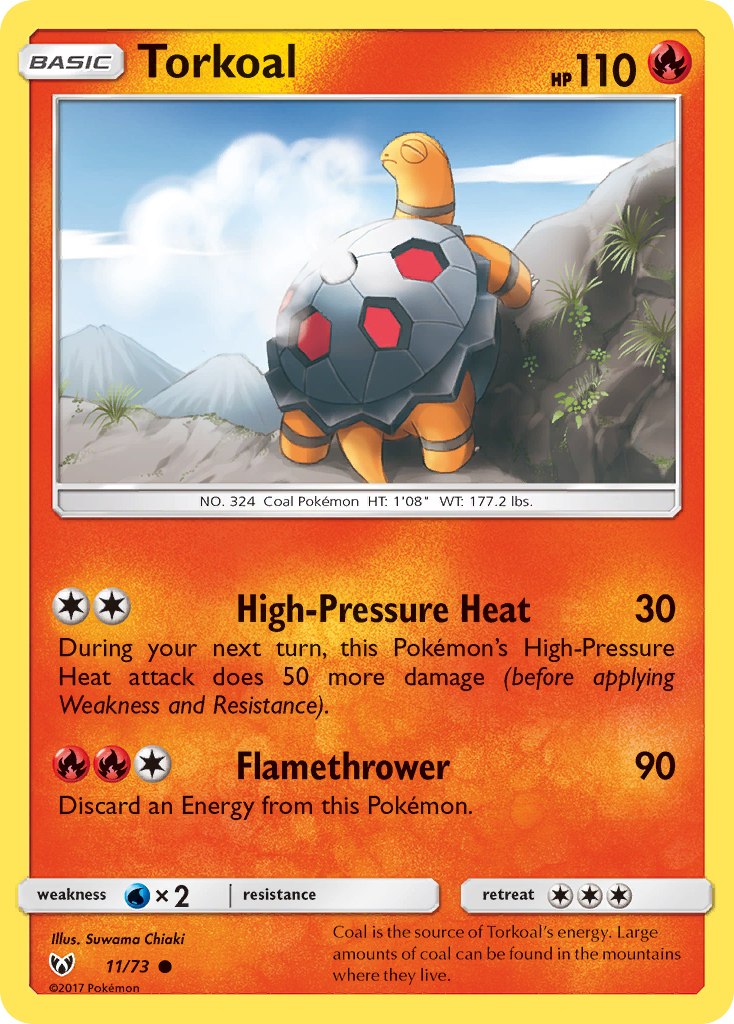 BASIC Torkoal HP 110
NO. 324 Coal Pokémon HT: 1'08" WT: 177.2 lbs.
High-Pressure Heat 30
During your next turn, this Pokémon's High-Pressure
Heat attack does 50 more damage (before applying
Weakness and Resistance).
Flamethrower 90
Discard an Energy from this Pokémon.
weakness ×2 resistance retreat
Illus. Suwama Chiaki
11/73
©2017 Pokémon
Coal is the source of Torkoal's energy. Large
amounts of coal can be found in the mountains
where they live.